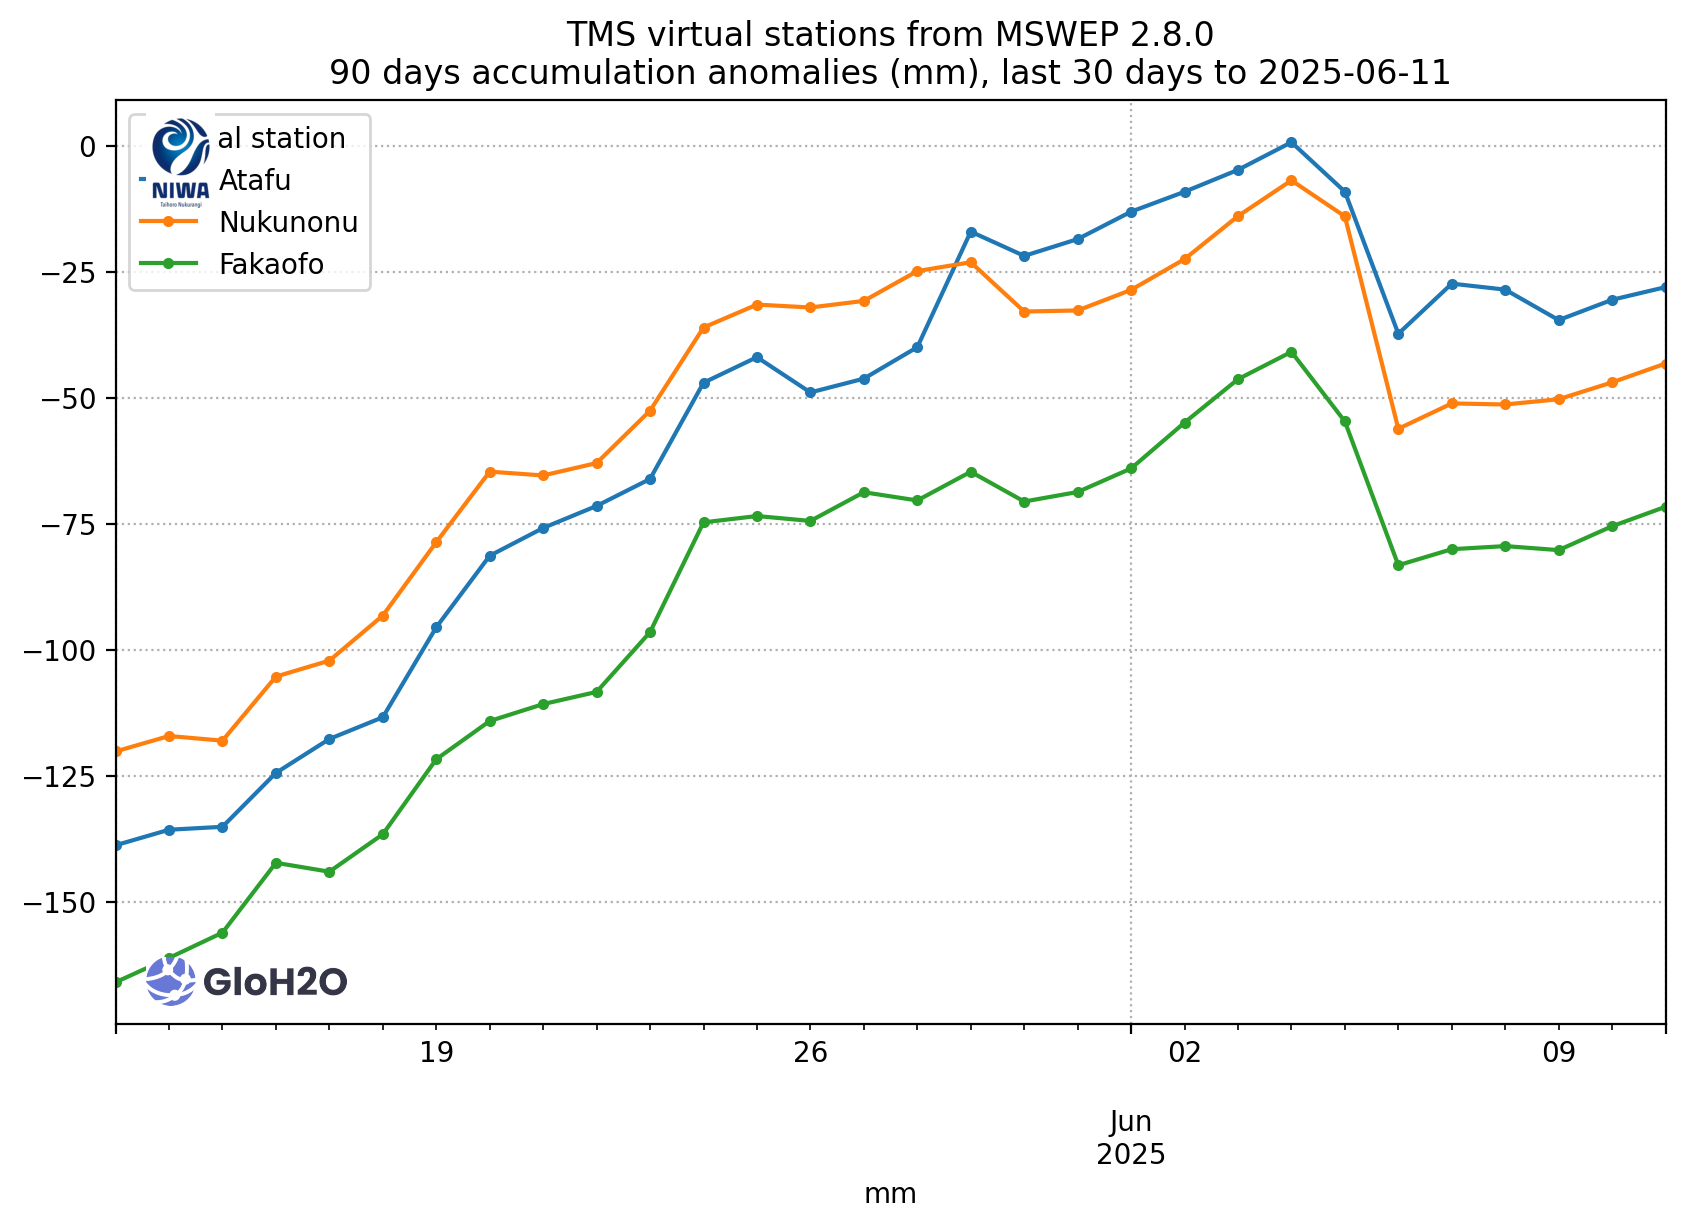 TMS virtual stations from MSWEP 2.8.0
90 days accumulation anomalies (mm), last 30 days to 2025-06-11
al station
NIWA
Taihoro Nukurangi
Atafu
Nukunonu
Fakaofo
0
−25
−50
−75
−100
−125
−150
GloH2O
19
26
02
09
Jun
2025
mm